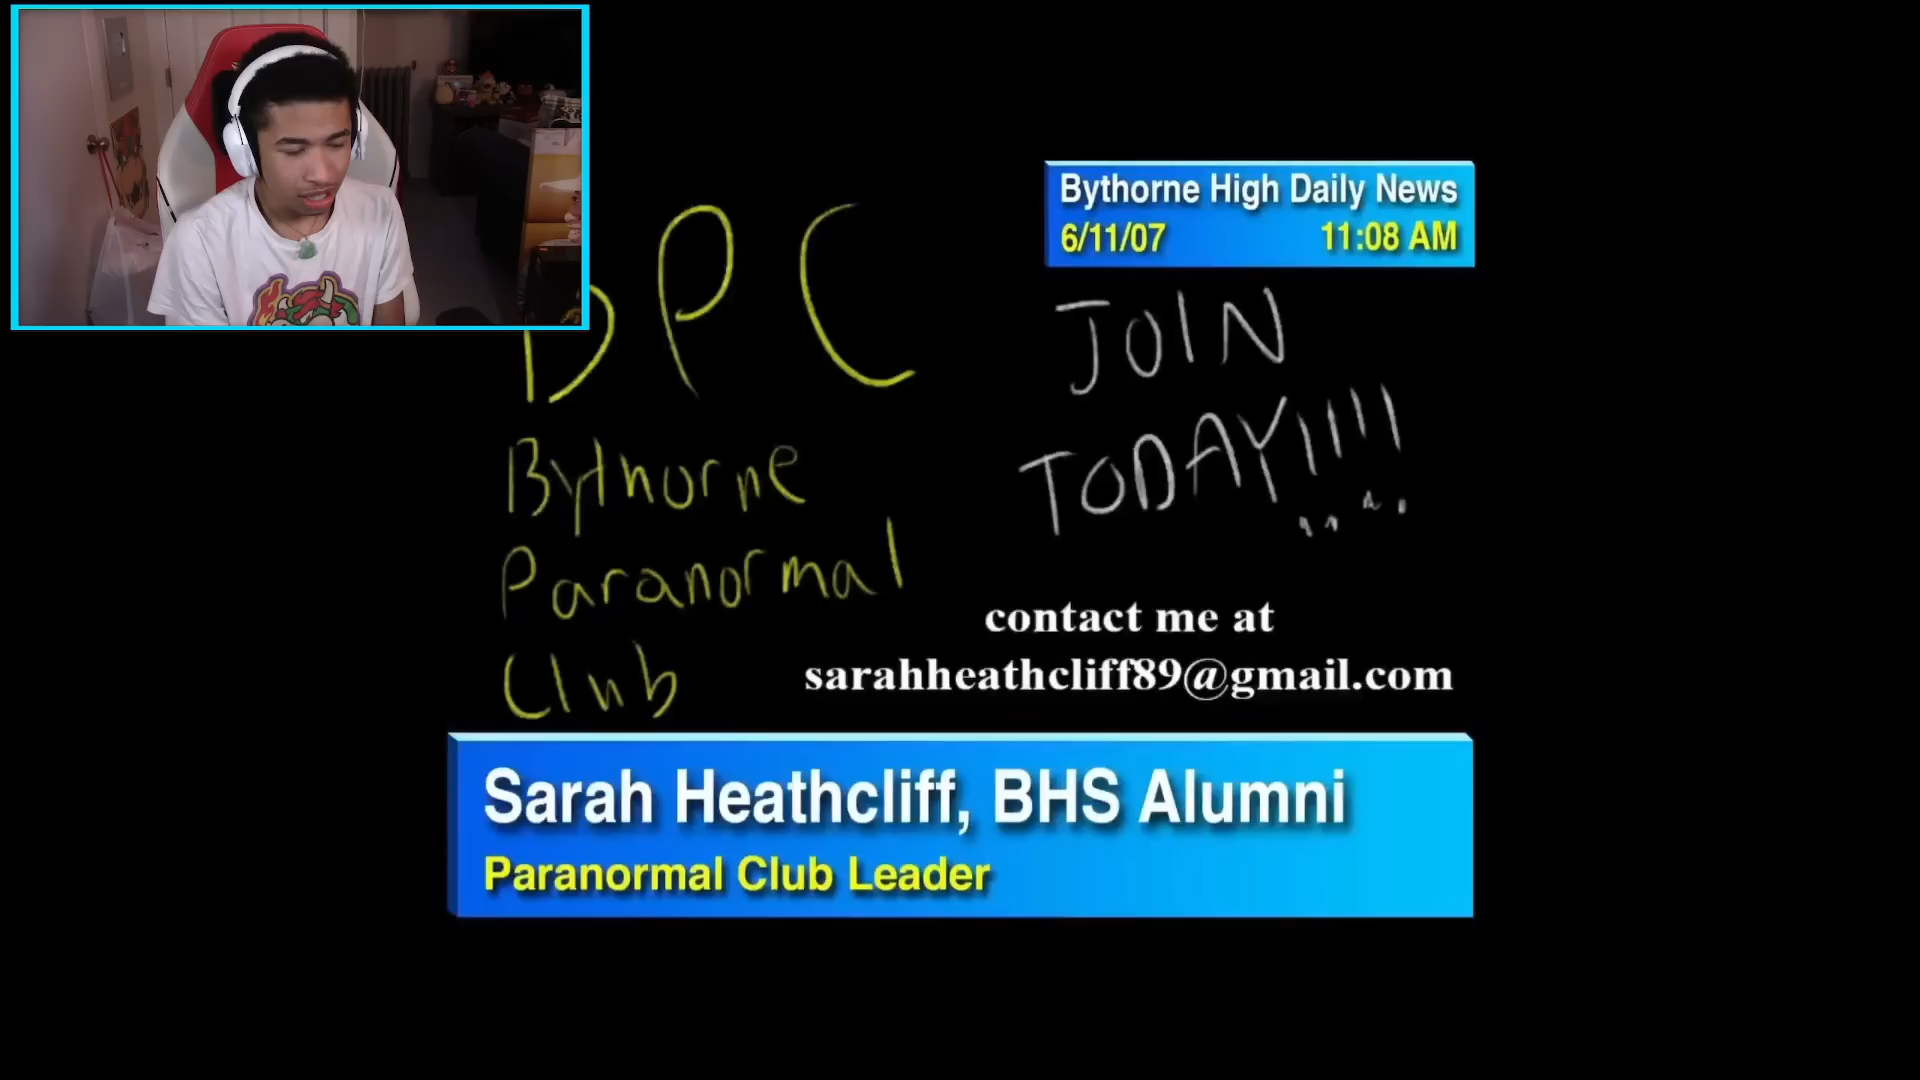 BPC
Bythorne
Paranormal
Club
Bythorne High Daily News
6/11/07 11:08 AM
JOIN
TODAY!!!!
contact me at
sarahheathcliff89@gmail.com
Sarah Heathcliff, BHS Alumni
Paranormal Club Leader